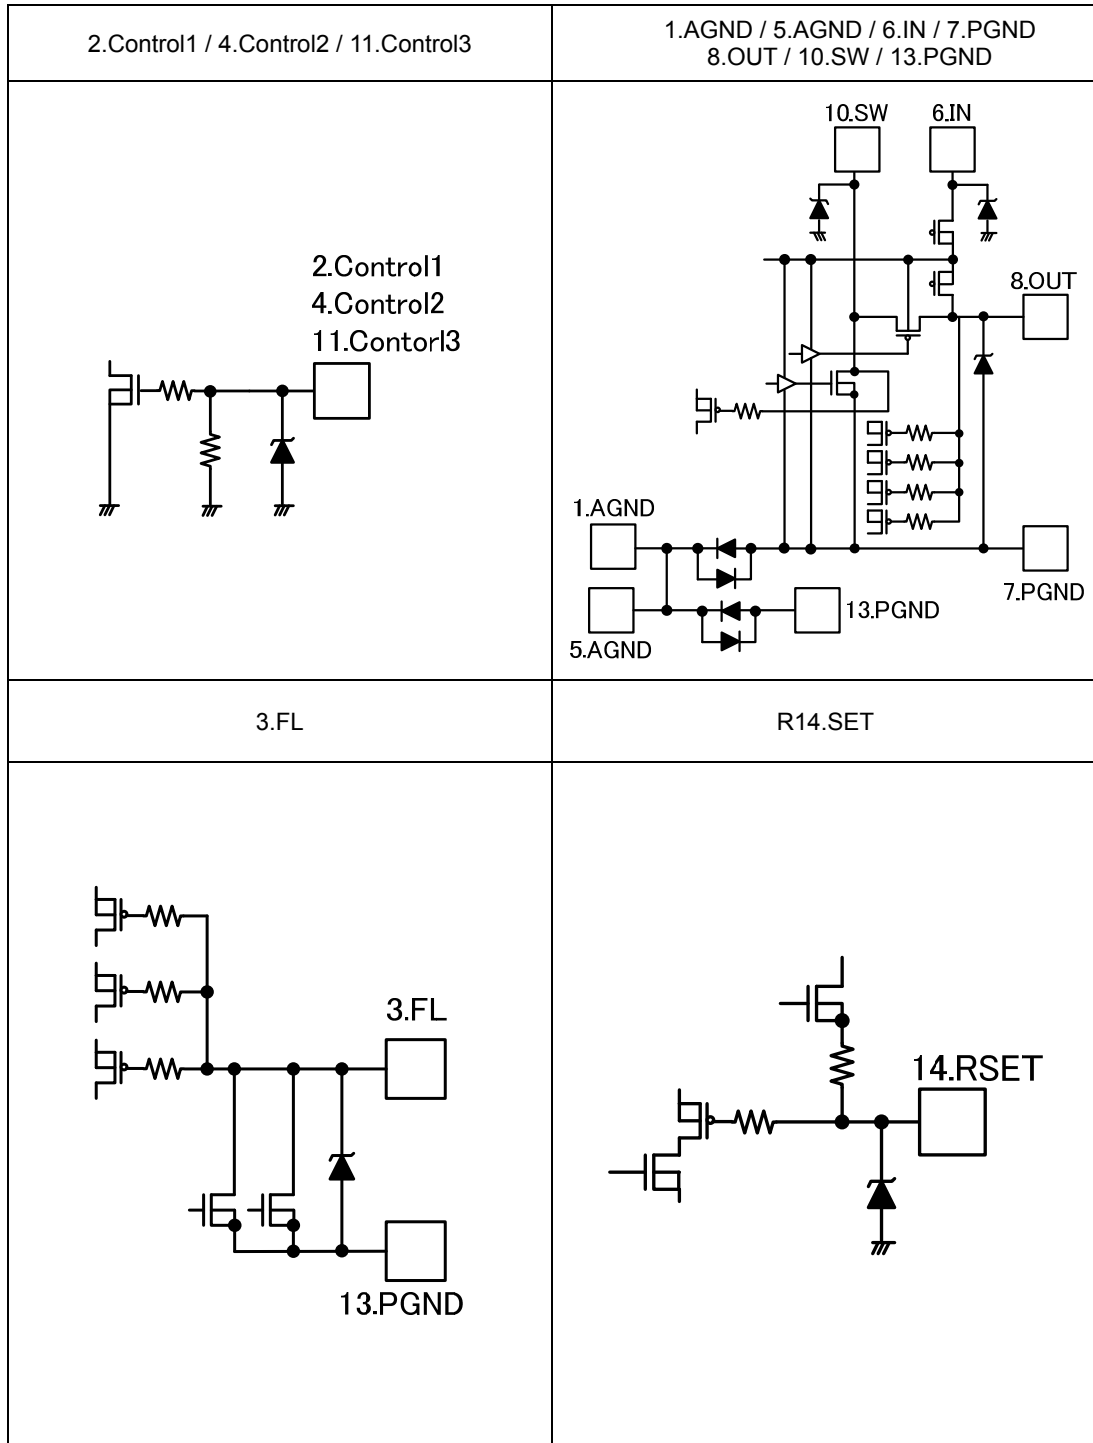 2.Control1 / 4.Control2 / 11.Control3
1.AGND / 5.AGND / 6.IN / 7.PGND
8.OUT / 10.SW / 13.PGND
2.Control1
4.Control2
11.Contorl3
10.SW
6.IN
8.OUT
1.AGND
7.PGND
13.PGND
5.AGND
3.FL
R14.SET
3.FL
13.PGND
14.RSET